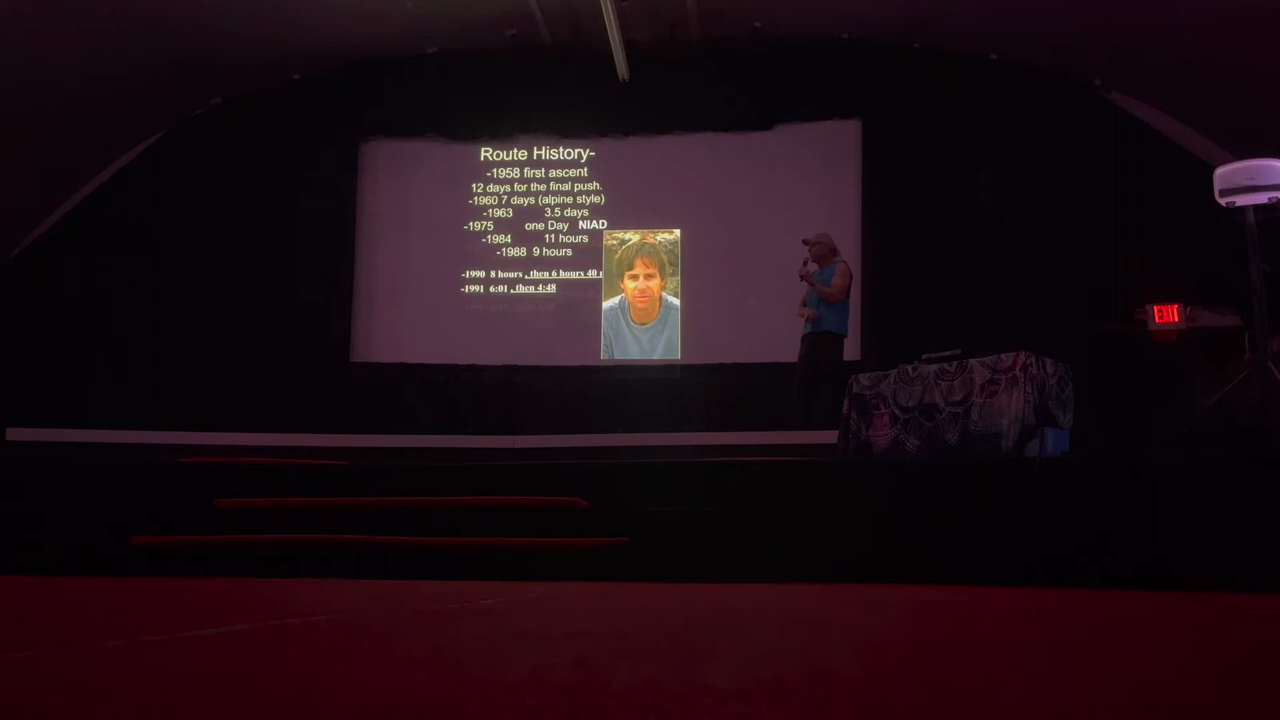 Route History-
-1958 first ascent
12 days for the final push.
-1960 7 days (alpine style)
-1963 3.5 days
-1975 one Day NIAD
-1984 11 hours
-1988 9 hours
-1990 8 hours , then 6 hours 40
-1991 6:01 , then 4:48
EXIT